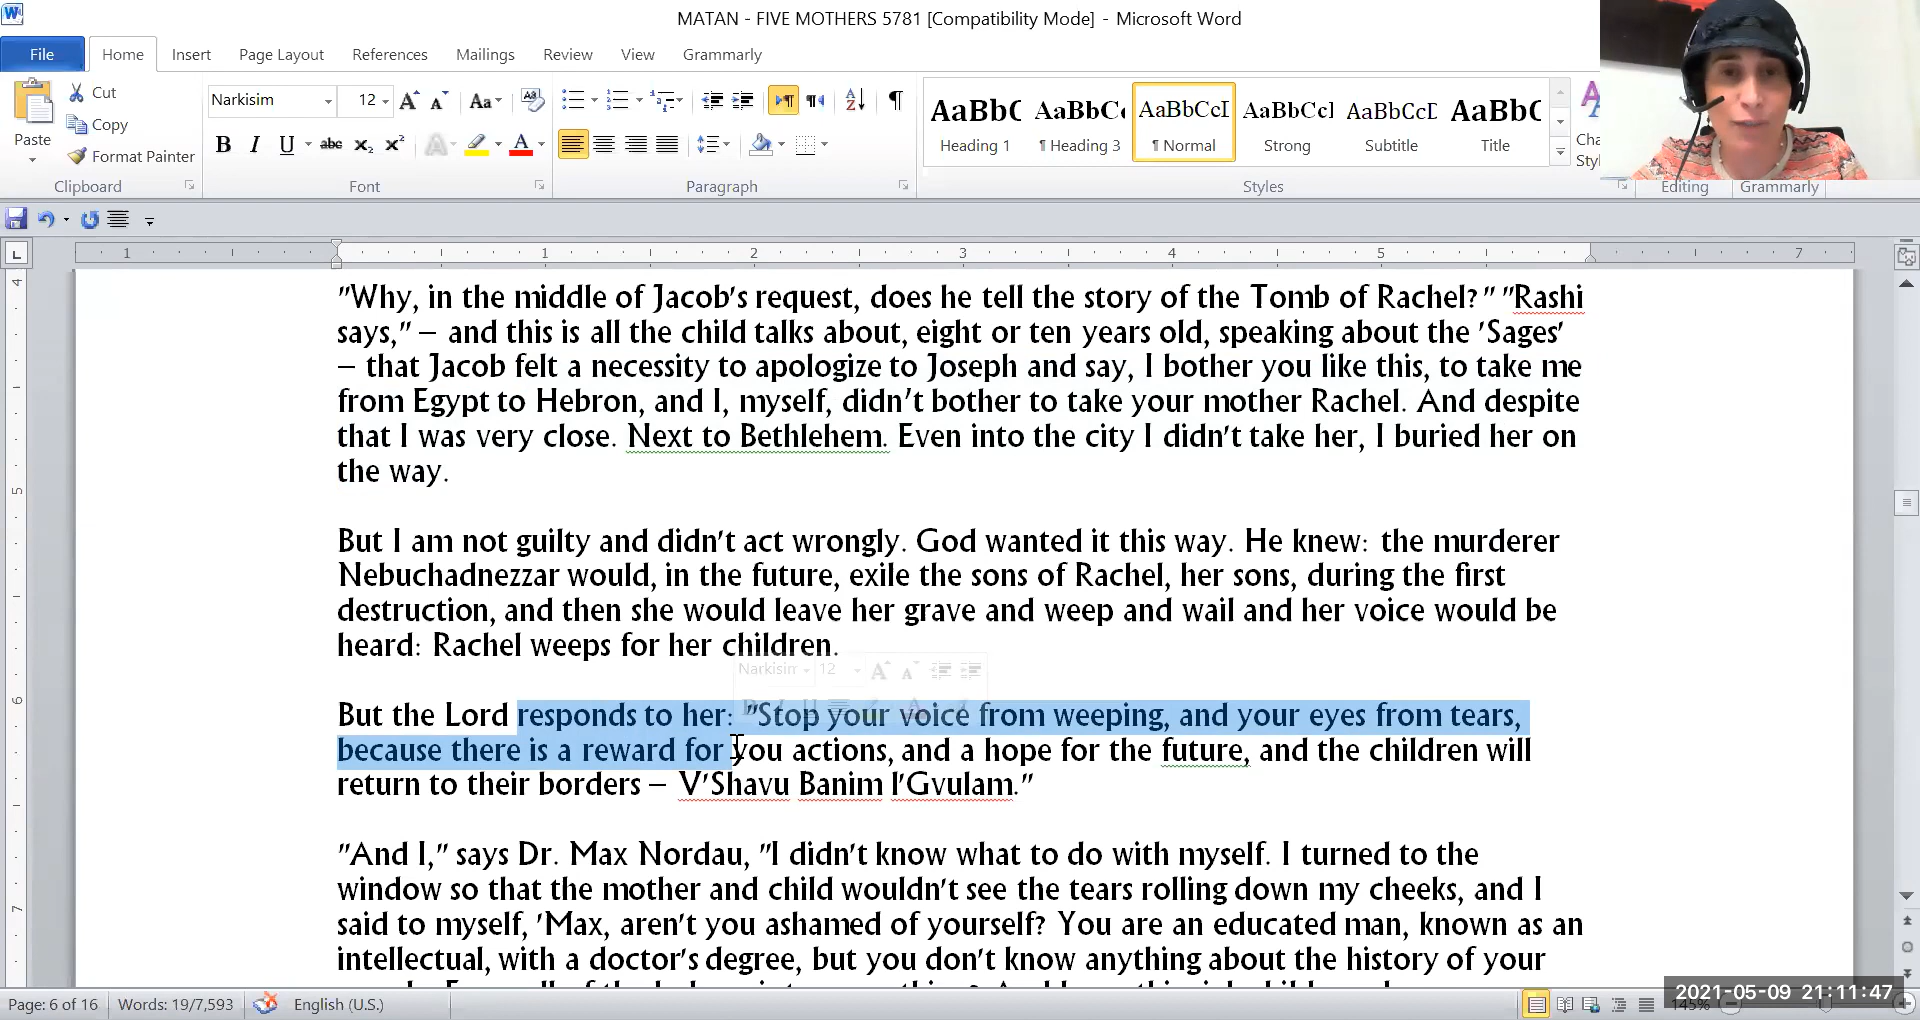 MATAN - FIVE MOTHERS 5781 [Compatibility Mode] - Microsoft Word
File Home Insert Page Layout References Mailings Review View Grammarly
Paste
Cut
Copy
Format Painter
Clipboard
Narkisim 12
Font
Paragraph
AaBbC AaBbCc AaBbCcI AaBbCcI AaBbCcD AaBbC
Heading 1 ¶ Heading 3 ¶ Normal Strong Subtitle Title
Styles
Editing Grammarly
1 1 2 3 4 5 7
"Why, in the middle of Jacob's request, does he tell the story of the Tomb of Rachel?" "Rashi
says," – and this is all the child talks about, eight or ten years old, speaking about the 'Sages'
– that Jacob felt a necessity to apologize to Joseph and say, I bother you like this, to take me
from Egypt to Hebron, and I, myself, didn't bother to take your mother Rachel. And despite
that I was very close. Next to Bethlehem. Even into the city I didn't take her, I buried her on
the way.
But I am not guilty and didn't act wrongly. God wanted it this way. He knew: the murderer
Nebuchadnezzar would, in the future, exile the sons of Rachel, her sons, during the first
destruction, and then she would leave her grave and weep and wail and her voice would be
heard: Rachel weeps for her children.
Narkisim 12
But the Lord responds to her: "Stop your voice from weeping, and your eyes from tears,
because there is a reward for you actions, and a hope for the future, and the children will
return to their borders – V'Shavu Banim l'Gvulam."
"And I," says Dr. Max Nordau, "I didn't know what to do with myself. I turned to the
window so that the mother and child wouldn't see the tears rolling down my cheeks, and I
said to myself, 'Max, aren't you ashamed of yourself? You are an educated man, known as an
intellectual, with a doctor's degree, but you don't know anything about the history of your
Page: 6 of 16 Words: 19/7,593 English (U.S.) 145%
2021-05-09 21:11:47